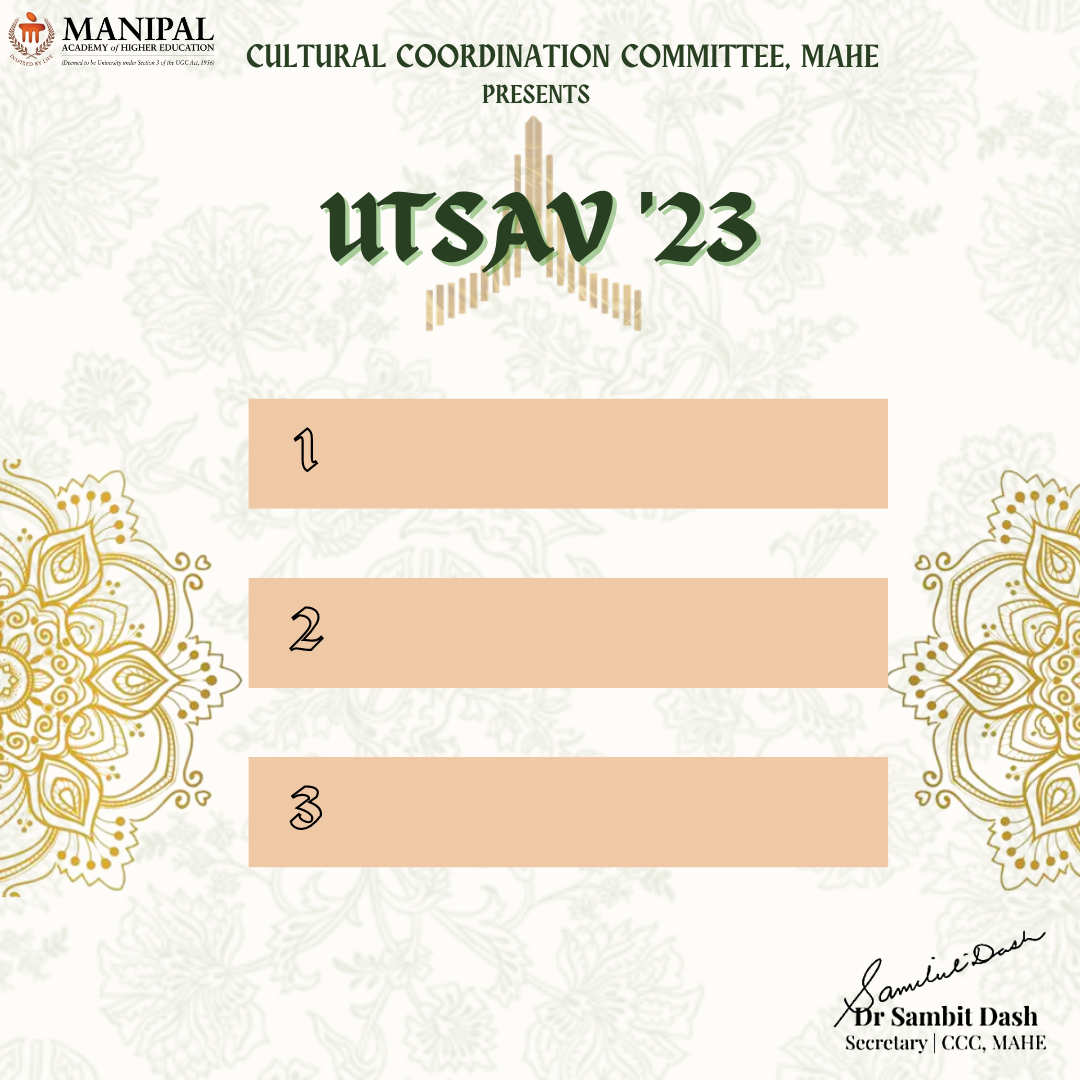 MANIPAL
ACADEMY of HIGHER EDUCATION
(Deemed to be University under Section 3 of the UGC Act, 1956)
INSPIRED BY LIFE
CULTURAL COORDINATION COMMITTEE, MAHE
PRESENTS
UTSAV '23
1
2
3
Sambit Dash
Dr Sambit Dash
Secretary | CCC, MAHE